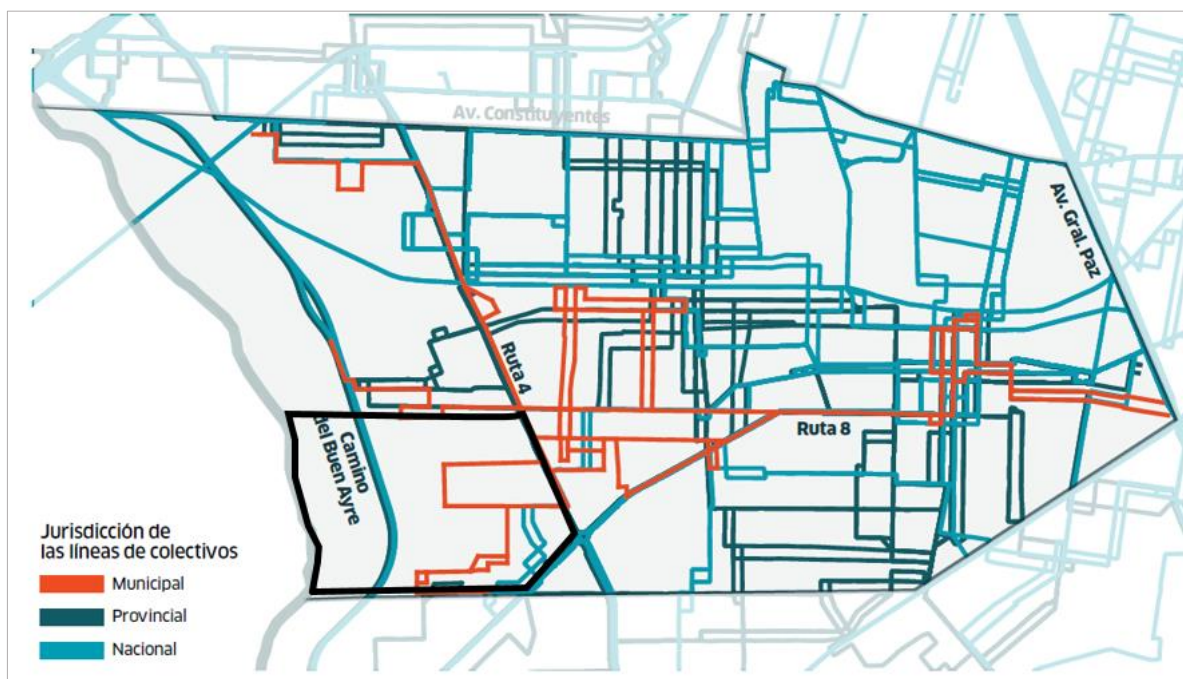 Av. Constituyentes
Av. Gral. Paz
Ruta 4
Ruta 8
Camino
del Buen Ayre
Jurisdicción de
las líneas de colectivos
Municipal
Provincial
Nacional